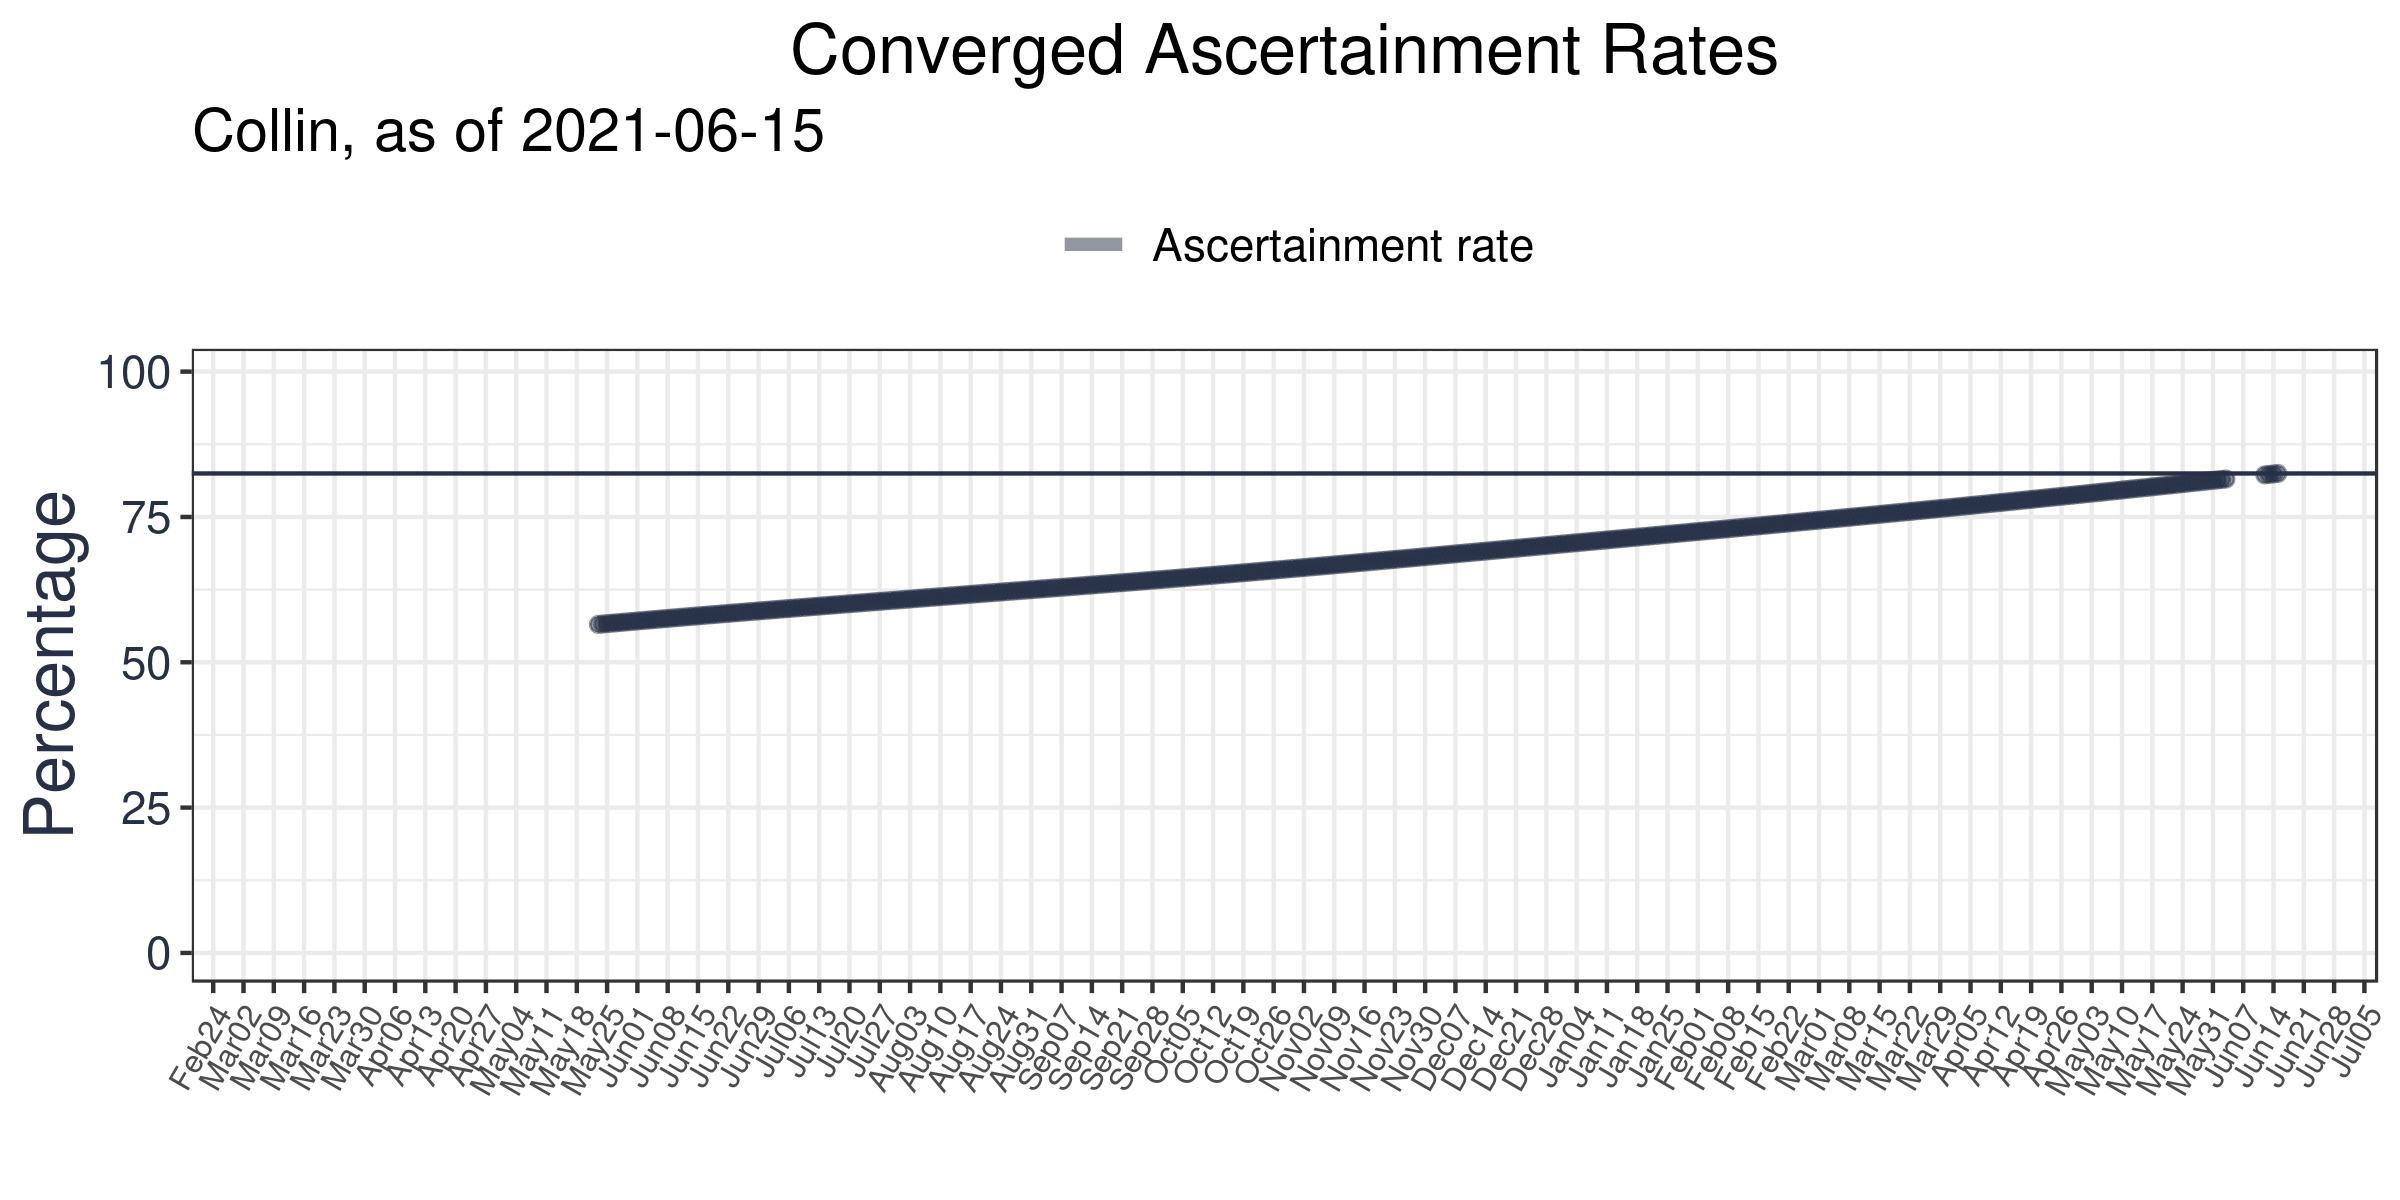 Converged Ascertainment Rates
Collin, as of 2021-06-15
Ascertainment rate
Percentage
100
75
50
25
0
Feb24 Mar02 Mar09 Mar16 Mar23 Mar30 Apr06 Apr13 Apr20 Apr27 May04 May11 May18 May25 Jun01 Jun08 Jun15 Jun22 Jun29 Jul06 Jul13 Jul20 Jul27 Aug03 Aug10 Aug17 Aug24 Aug31 Sep07 Sep14 Sep21 Sep28 Oct05 Oct12 Oct19 Oct26 Nov02 Nov09 Nov16 Nov23 Nov30 Dec07 Dec14 Dec21 Dec28 Jan04 Jan11 Jan18 Jan25 Feb01 Feb08 Feb15 Feb22 Mar01 Mar08 Mar15 Mar22 Mar29 Apr05 Apr12 Apr19 Apr26 May03 May10 May17 May24 May31 Jun07 Jun14 Jun21 Jun28 Jul05